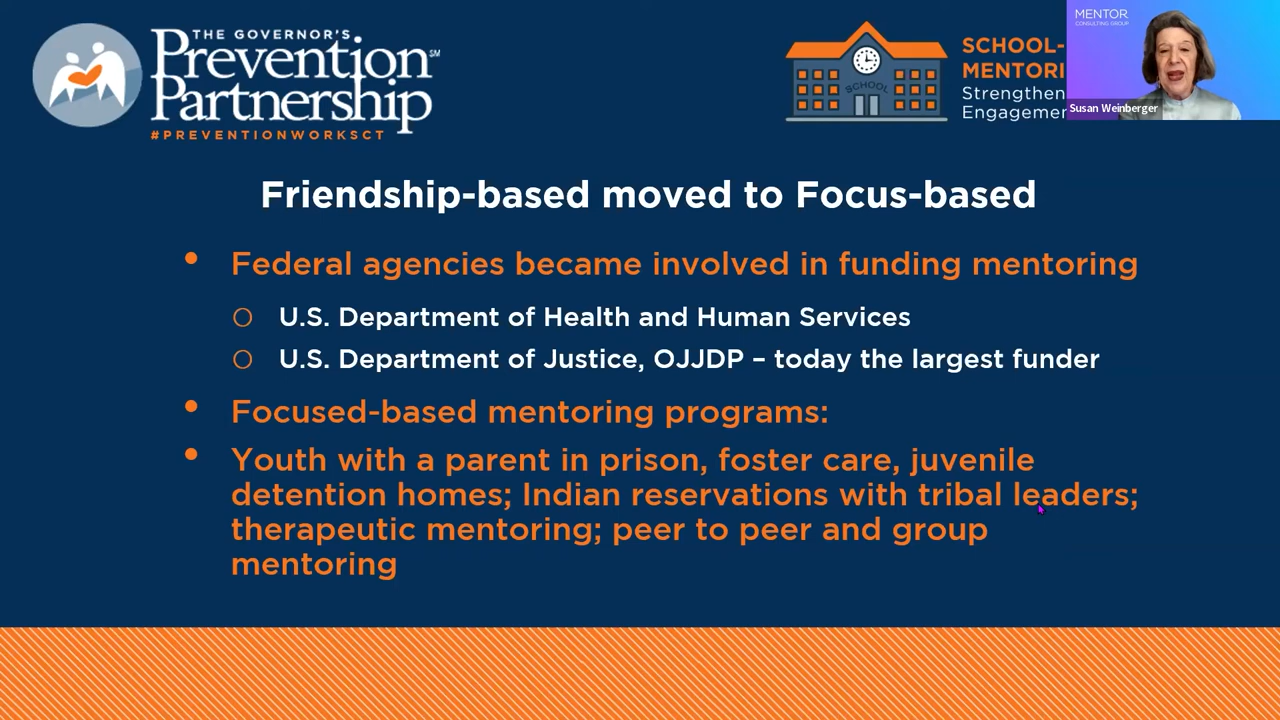 THE GOVERNOR'S
Prevention
Partnership℠
#PREVENTIONWORKSCT
SCHOOL
SCHOOL-
MENTORI
Strengthen
Engagemen
MENTOR
CONSULTING GROUP
Susan Weinberger
Friendship-based moved to Focus-based
• Federal agencies became involved in funding mentoring
○ U.S. Department of Health and Human Services
○ U.S. Department of Justice, OJJDP – today the largest funder
• Focused-based mentoring programs:
• Youth with a parent in prison, foster care, juvenile
detention homes; Indian reservations with tribal leaders;
therapeutic mentoring; peer to peer and group
mentoring